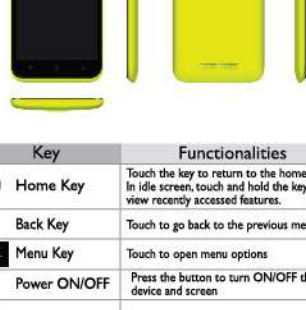 Key Functionalities
Home Key Touch the key to return to the home
In idle screen, touch and hold the key
view recently accessed features.
Back Key Touch to go back to the previous me
Menu Key Touch to open menu options
Power ON/OFF Press the button to turn ON/OFF th
device and screen